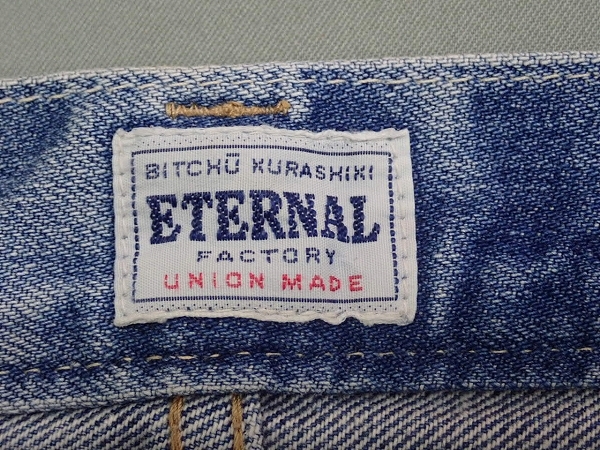 BITCHŪ KURASHIKI
ETERNAL
FACTORY
UNION MADE